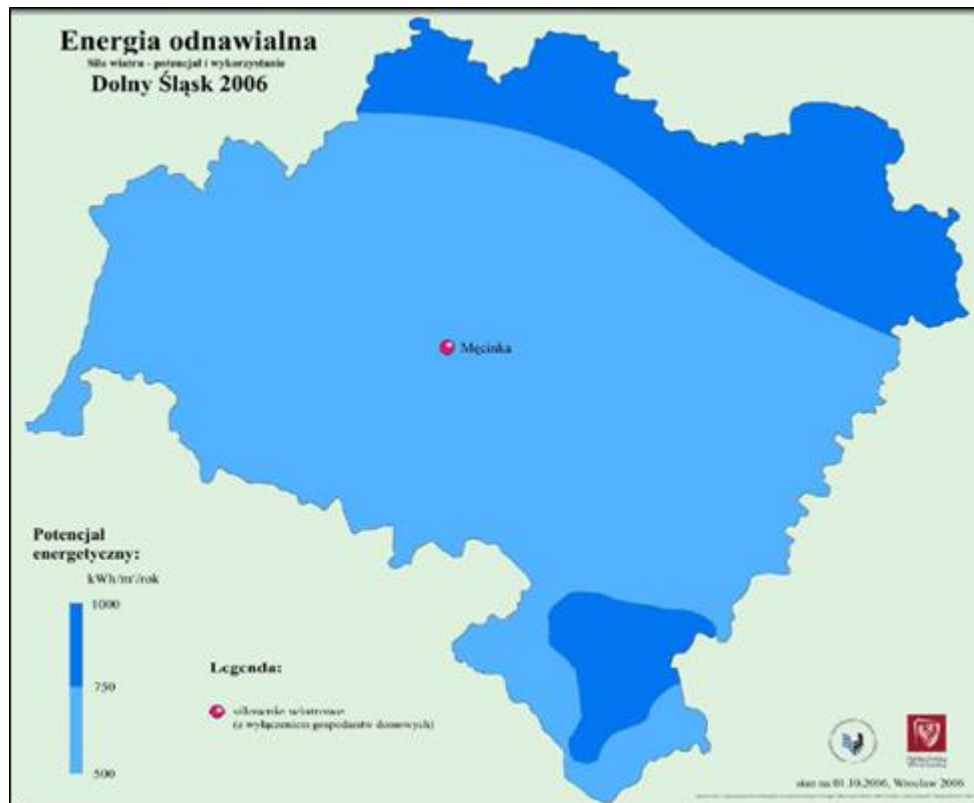 Energia odnawialna
Siła wiatru - potencjał i wykorzystanie
Dolny Śląsk 2006
Męcinka
Potencjał
energetyczny:
kWh/m²/rok
1000
750
500
Legenda:
siłownie wiatrowe
(z wyłączeniem gospodarstw domowych)
stan na 01.10.2006, Wrocław 2006